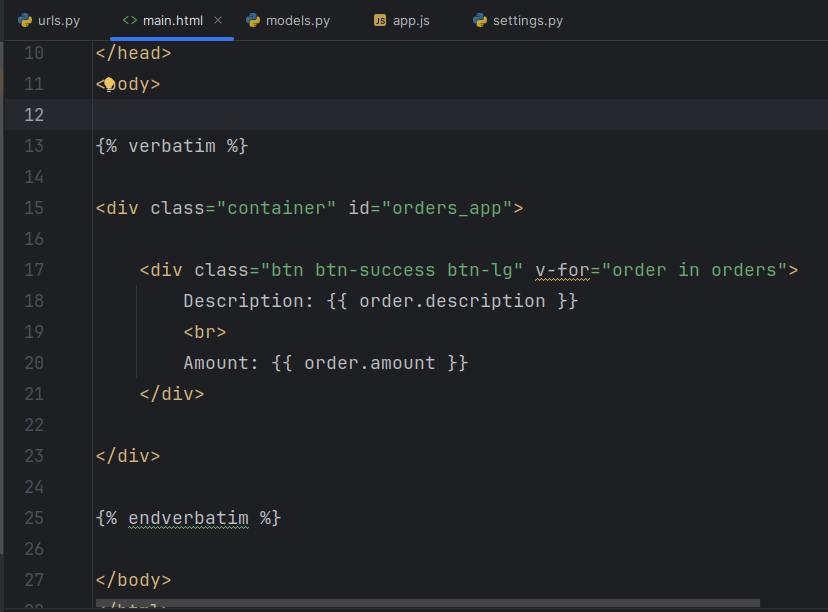 urls.py
main.html
models.py
JS app.js
settings.py
10 </head>
11 <body>
12
13 {% verbatim %}
14
15 <div class="container" id="orders_app">
16
17 <div class="btn btn-success btn-lg" v-for="order in orders">
18 Description: {{ order.description }}
19 <br>
20 Amount: {{ order.amount }}
21 </div>
22
23 </div>
24
25 {% endverbatim %}
26
27 </body>
28 </html>